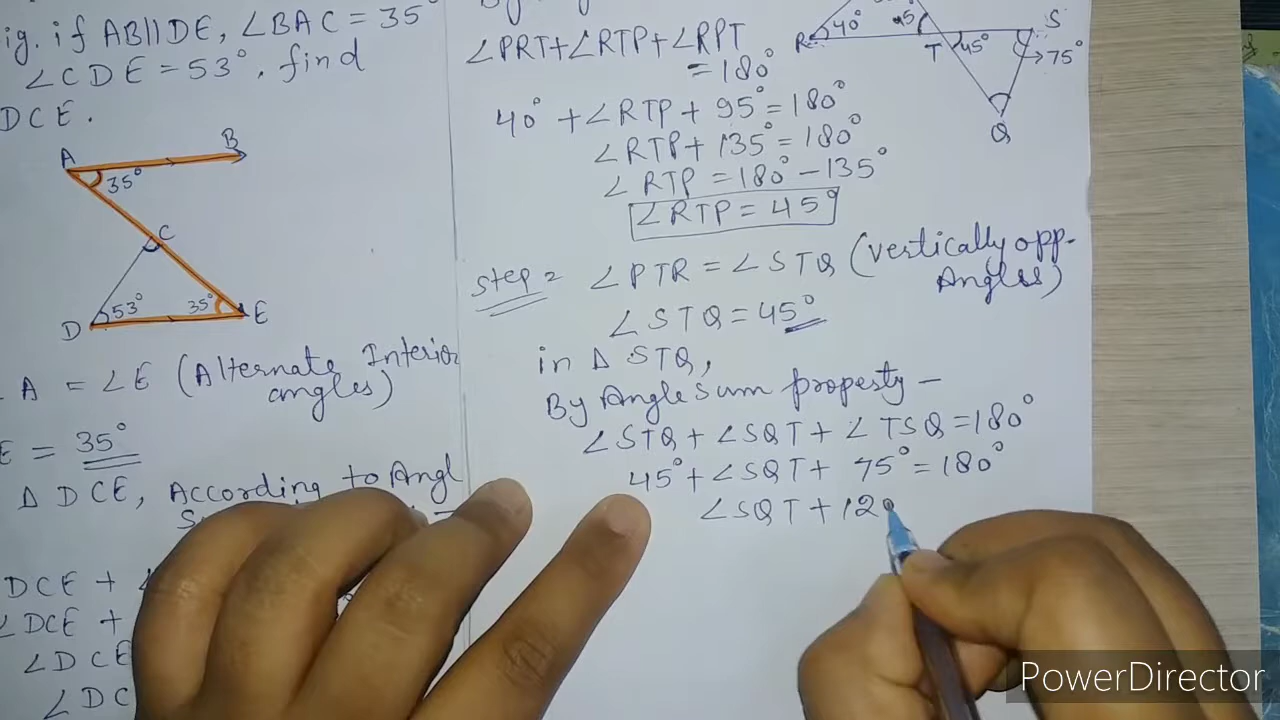 ig. if AB||DE, ∠BAC = 35°
∠CDE = 53°, find
DCE.
A
B
35°
C
D
53°
35°
E
A = ∠E (Alternate Interior
angles)
E = 35°
Δ DCE, According to Angl
DCE +
∠DCE +
∠DCE
∠DC
∠PRT+∠RTP+∠RPT
= 180°
40° + ∠RTP + 95° = 180°
∠RTP + 135° = 180°
∠RTP = 180° - 135°
∠RTP = 45°
R
40°
95°
T
45°
S
75°
Q
Step 2 ∠PTR = ∠STQ (Vertically opp.
Angles)
∠STQ = 45°
in Δ STQ,
By Angle Sum propesty -
∠STQ + ∠SQT + ∠TSQ = 180°
45° + ∠SQT + 75° = 180°
∠SQT + 120
PowerDirector